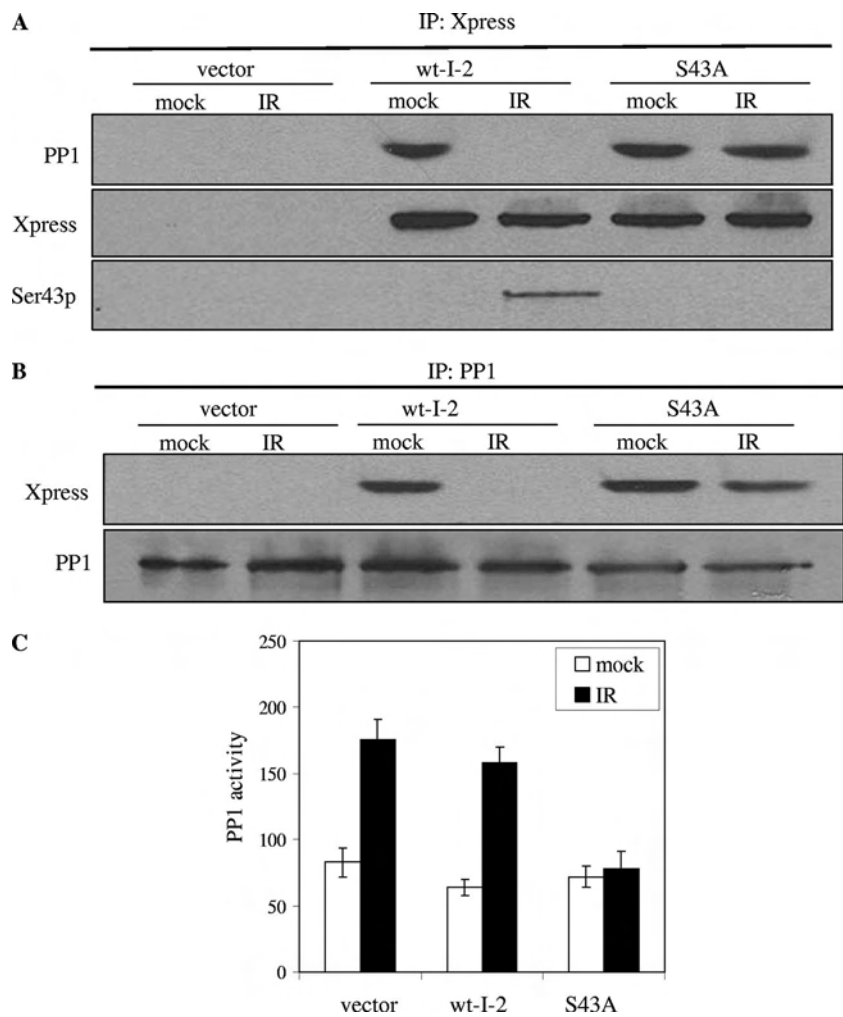 A
IP: Xpress
vector wt-I-2 S43A
mock IR mock IR mock IR
PP1
Xpress
Ser43p
B
IP: PP1
vector wt-I-2 S43A
mock IR mock IR mock IR
Xpress
PP1
C
250
200
150
100
50
0
PP1 activity
mock
IR
vector wt-I-2 S43A